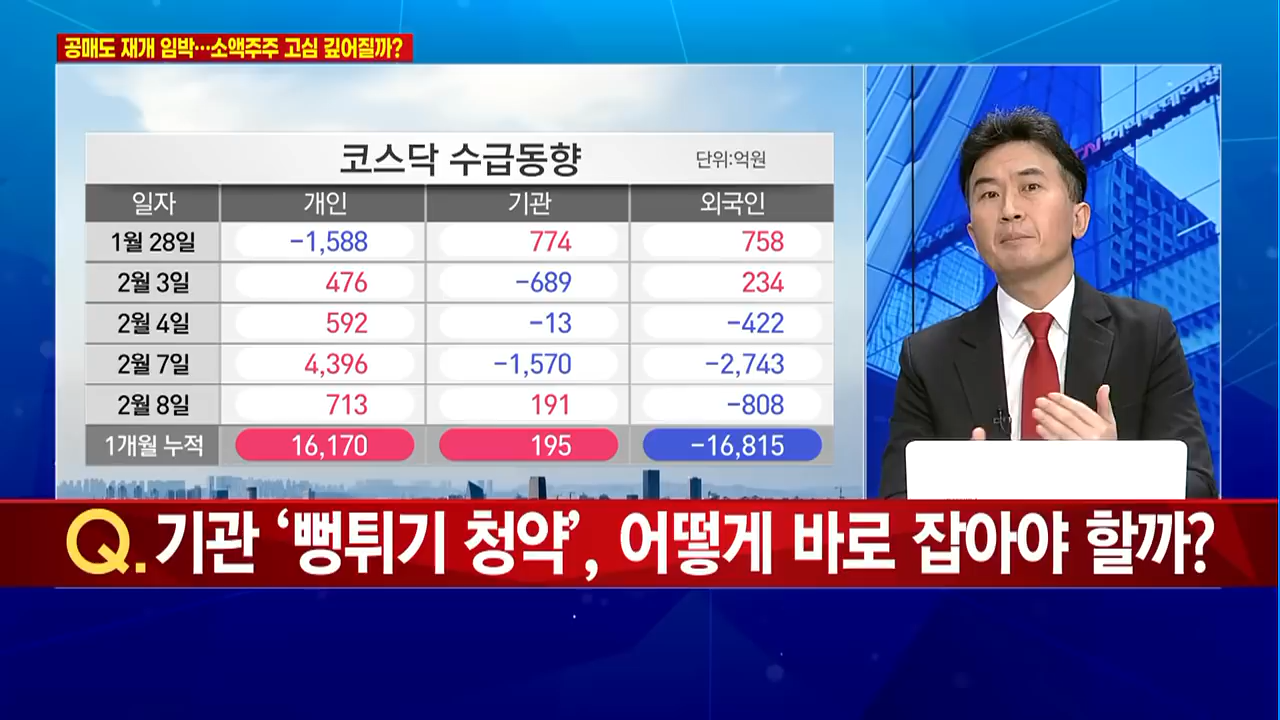 공매도 재개 임박…소액주주 고심 깊어질까?
코스닥 수급동향 단위:억원
일자 개인 기관 외국인
1월 28일 -1,588 774 758
2월 3일 476 -689 234
2월 4일 592 -13 -422
2월 7일 4,396 -1,570 -2,743
2월 8일 713 191 -808
1개월 누적 16,170 195 -16,815
Q.기관 ‘뻥튀기 청약’, 어떻게 바로 잡아야 할까?